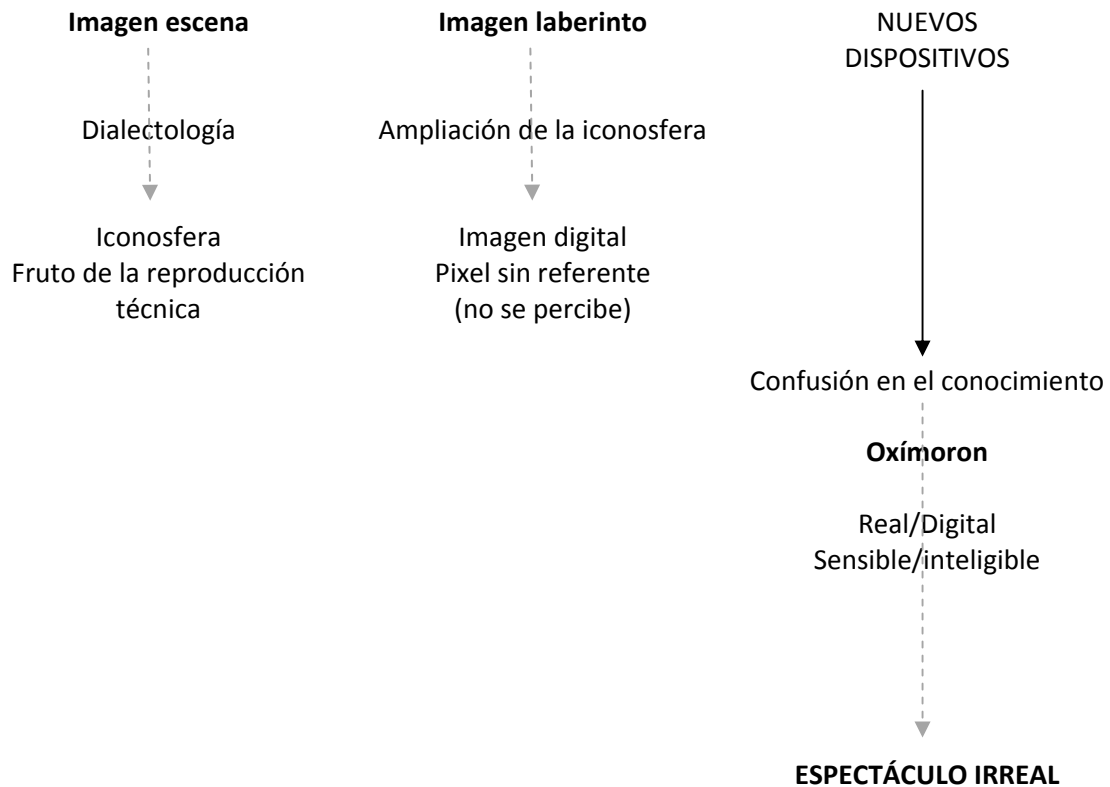 Imagen escena
Dialectología
Iconosfera
Fruto de la reproducción
técnica
Imagen laberinto
Ampliación de la iconosfera
Imagen digital
Pixel sin referente
(no se percibe)
NUEVOS
DISPOSITIVOS
Confusión en el conocimiento
Oxímoron
Real/Digital
Sensible/inteligible
ESPECTÁCULO IRREAL